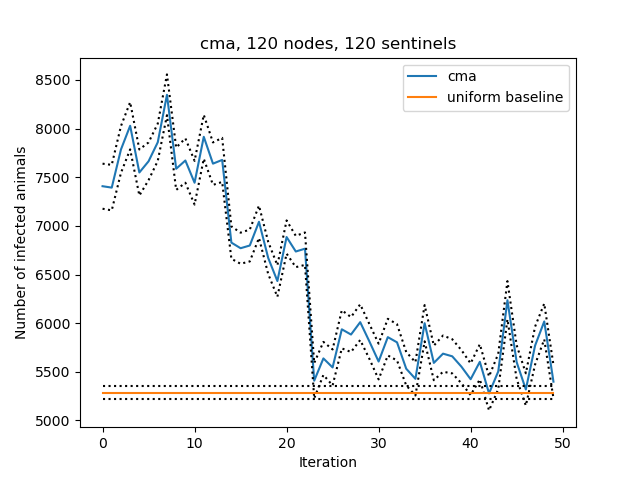 cma, 120 nodes, 120 sentinels
cma
uniform baseline
Number of infected animals
8500
8000
7500
7000
6500
6000
5500
5000
0
10
20
30
40
50
Iteration